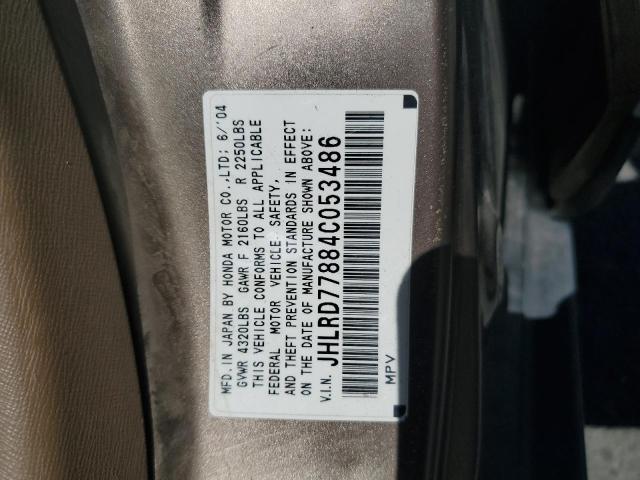 MFD. IN JAPAN BY HONDA MOTOR CO.,LTD; 6/'04
GVWR 4320LBS GAWR F 2160LBS R 2250LBS
THIS VEHICLE CONFORMS TO ALL APPLICABLE
FEDERAL MOTOR VEHICLE SAFETY,
AND THEFT PREVENTION STANDARDS IN EFFECT
ON THE DATE OF MANUFACTURE SHOWN ABOVE:
V.I.N. JHLRD77884C053486
MPV